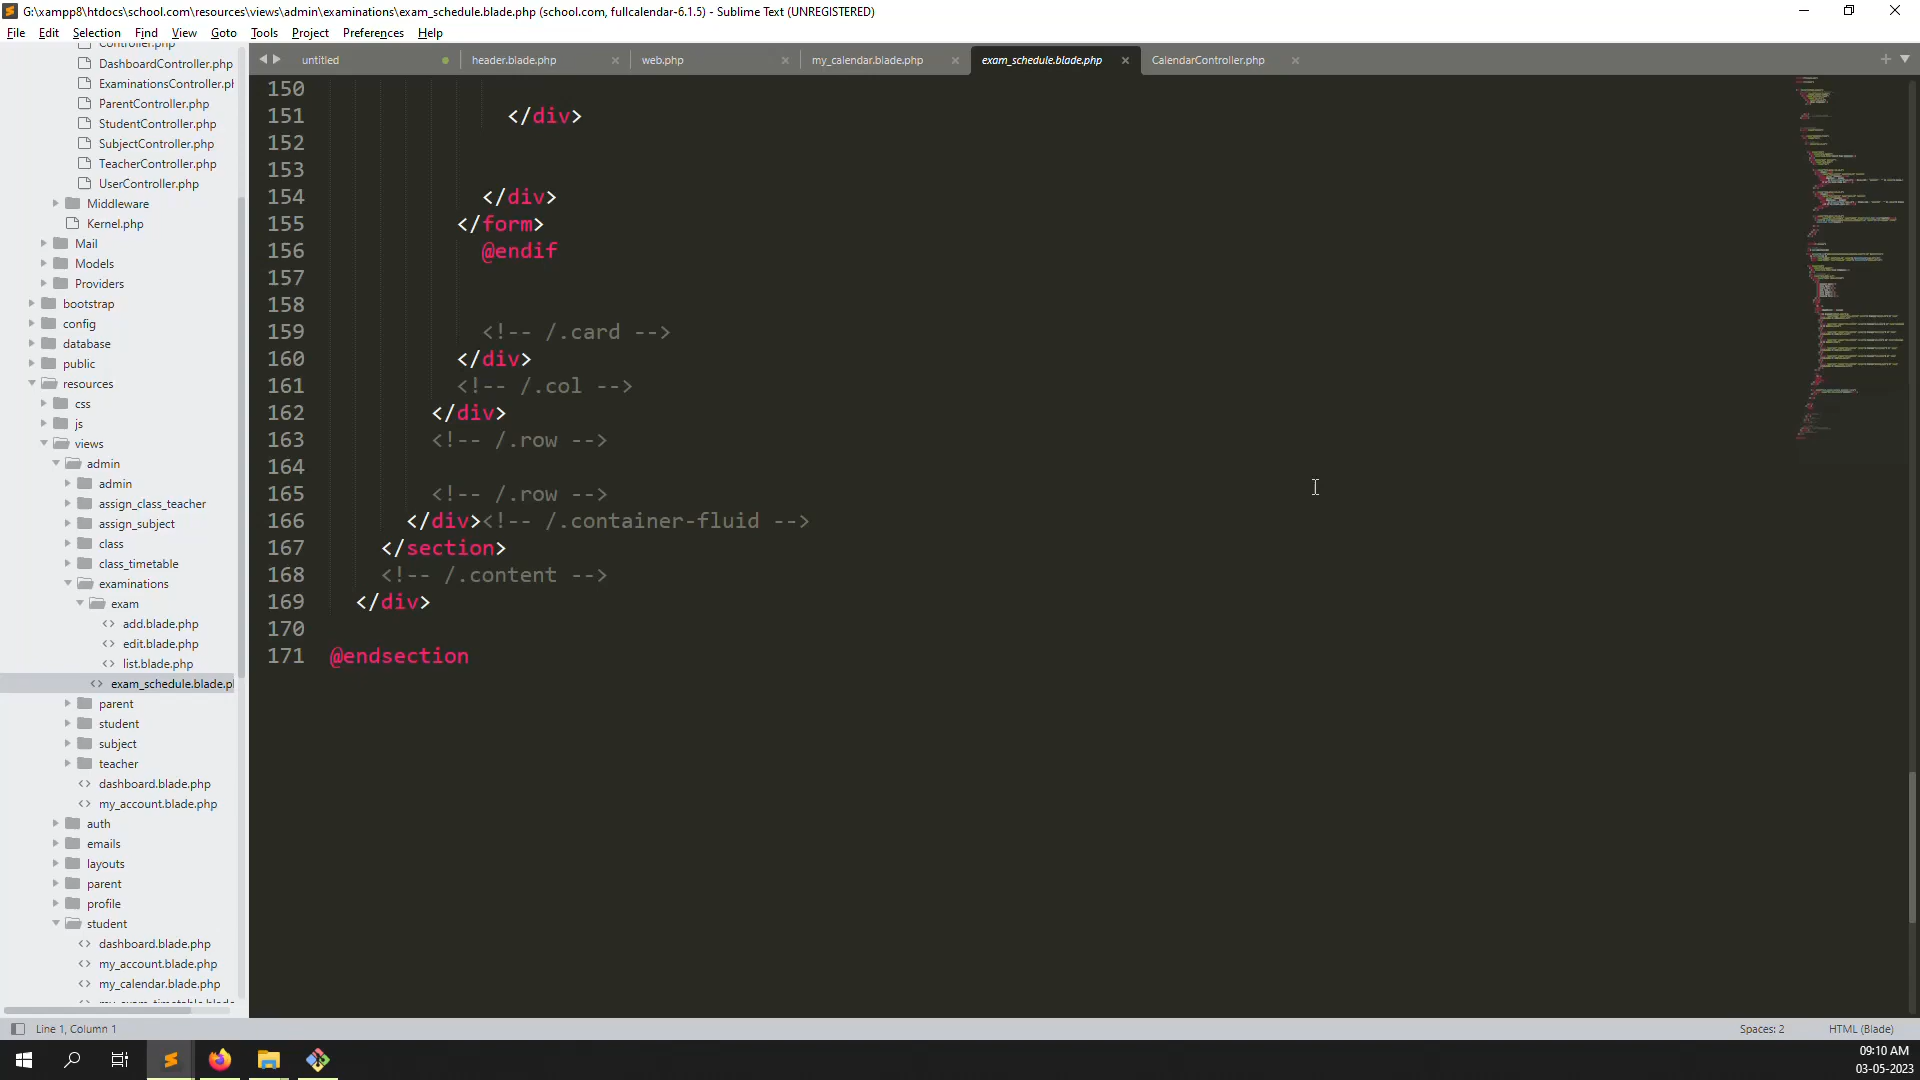 G:\xampp8\htdocs\school.com\resources\views\admin\examinations\exam_schedule.blade.php (school.com, fullcalendar-6.1.5) - Sublime Text (UNREGISTERED)
File Edit Selection Find View Goto Tools Project Preferences Help
untitled header.blade.php web.php my_calendar.blade.php exam_schedule.blade.php CalendarController.php
Controller.php
DashboardController.php
ExaminationsController.ph
ParentController.php
StudentController.php
SubjectController.php
TeacherController.php
UserController.php
Middleware
Kernel.php
Mail
Models
Providers
bootstrap
config
database
public
resources
css
js
views
admin
admin
assign_class_teacher
assign_subject
class
class_timetable
examinations
exam
add.blade.php
edit.blade.php
list.blade.php
exam_schedule.blade.p
parent
student
subject
teacher
dashboard.blade.php
my_account.blade.php
auth
emails
layouts
parent
profile
student
dashboard.blade.php
my_account.blade.php
my_calendar.blade.php
150
151 </div>
152
153
154 </div>
155 </form>
156 @endif
157
158
159 <!-- /.card -->
160 </div>
161 <!-- /.col -->
162 </div>
163 <!-- /.row -->
164
165 <!-- /.row -->
166 </div><!-- /.container-fluid -->
167 </section>
168 <!-- /.content -->
169 </div>
170
171 @endsection
Line 1, Column 1 Spaces: 2 HTML (Blade)
09:10 AM
03-05-2023